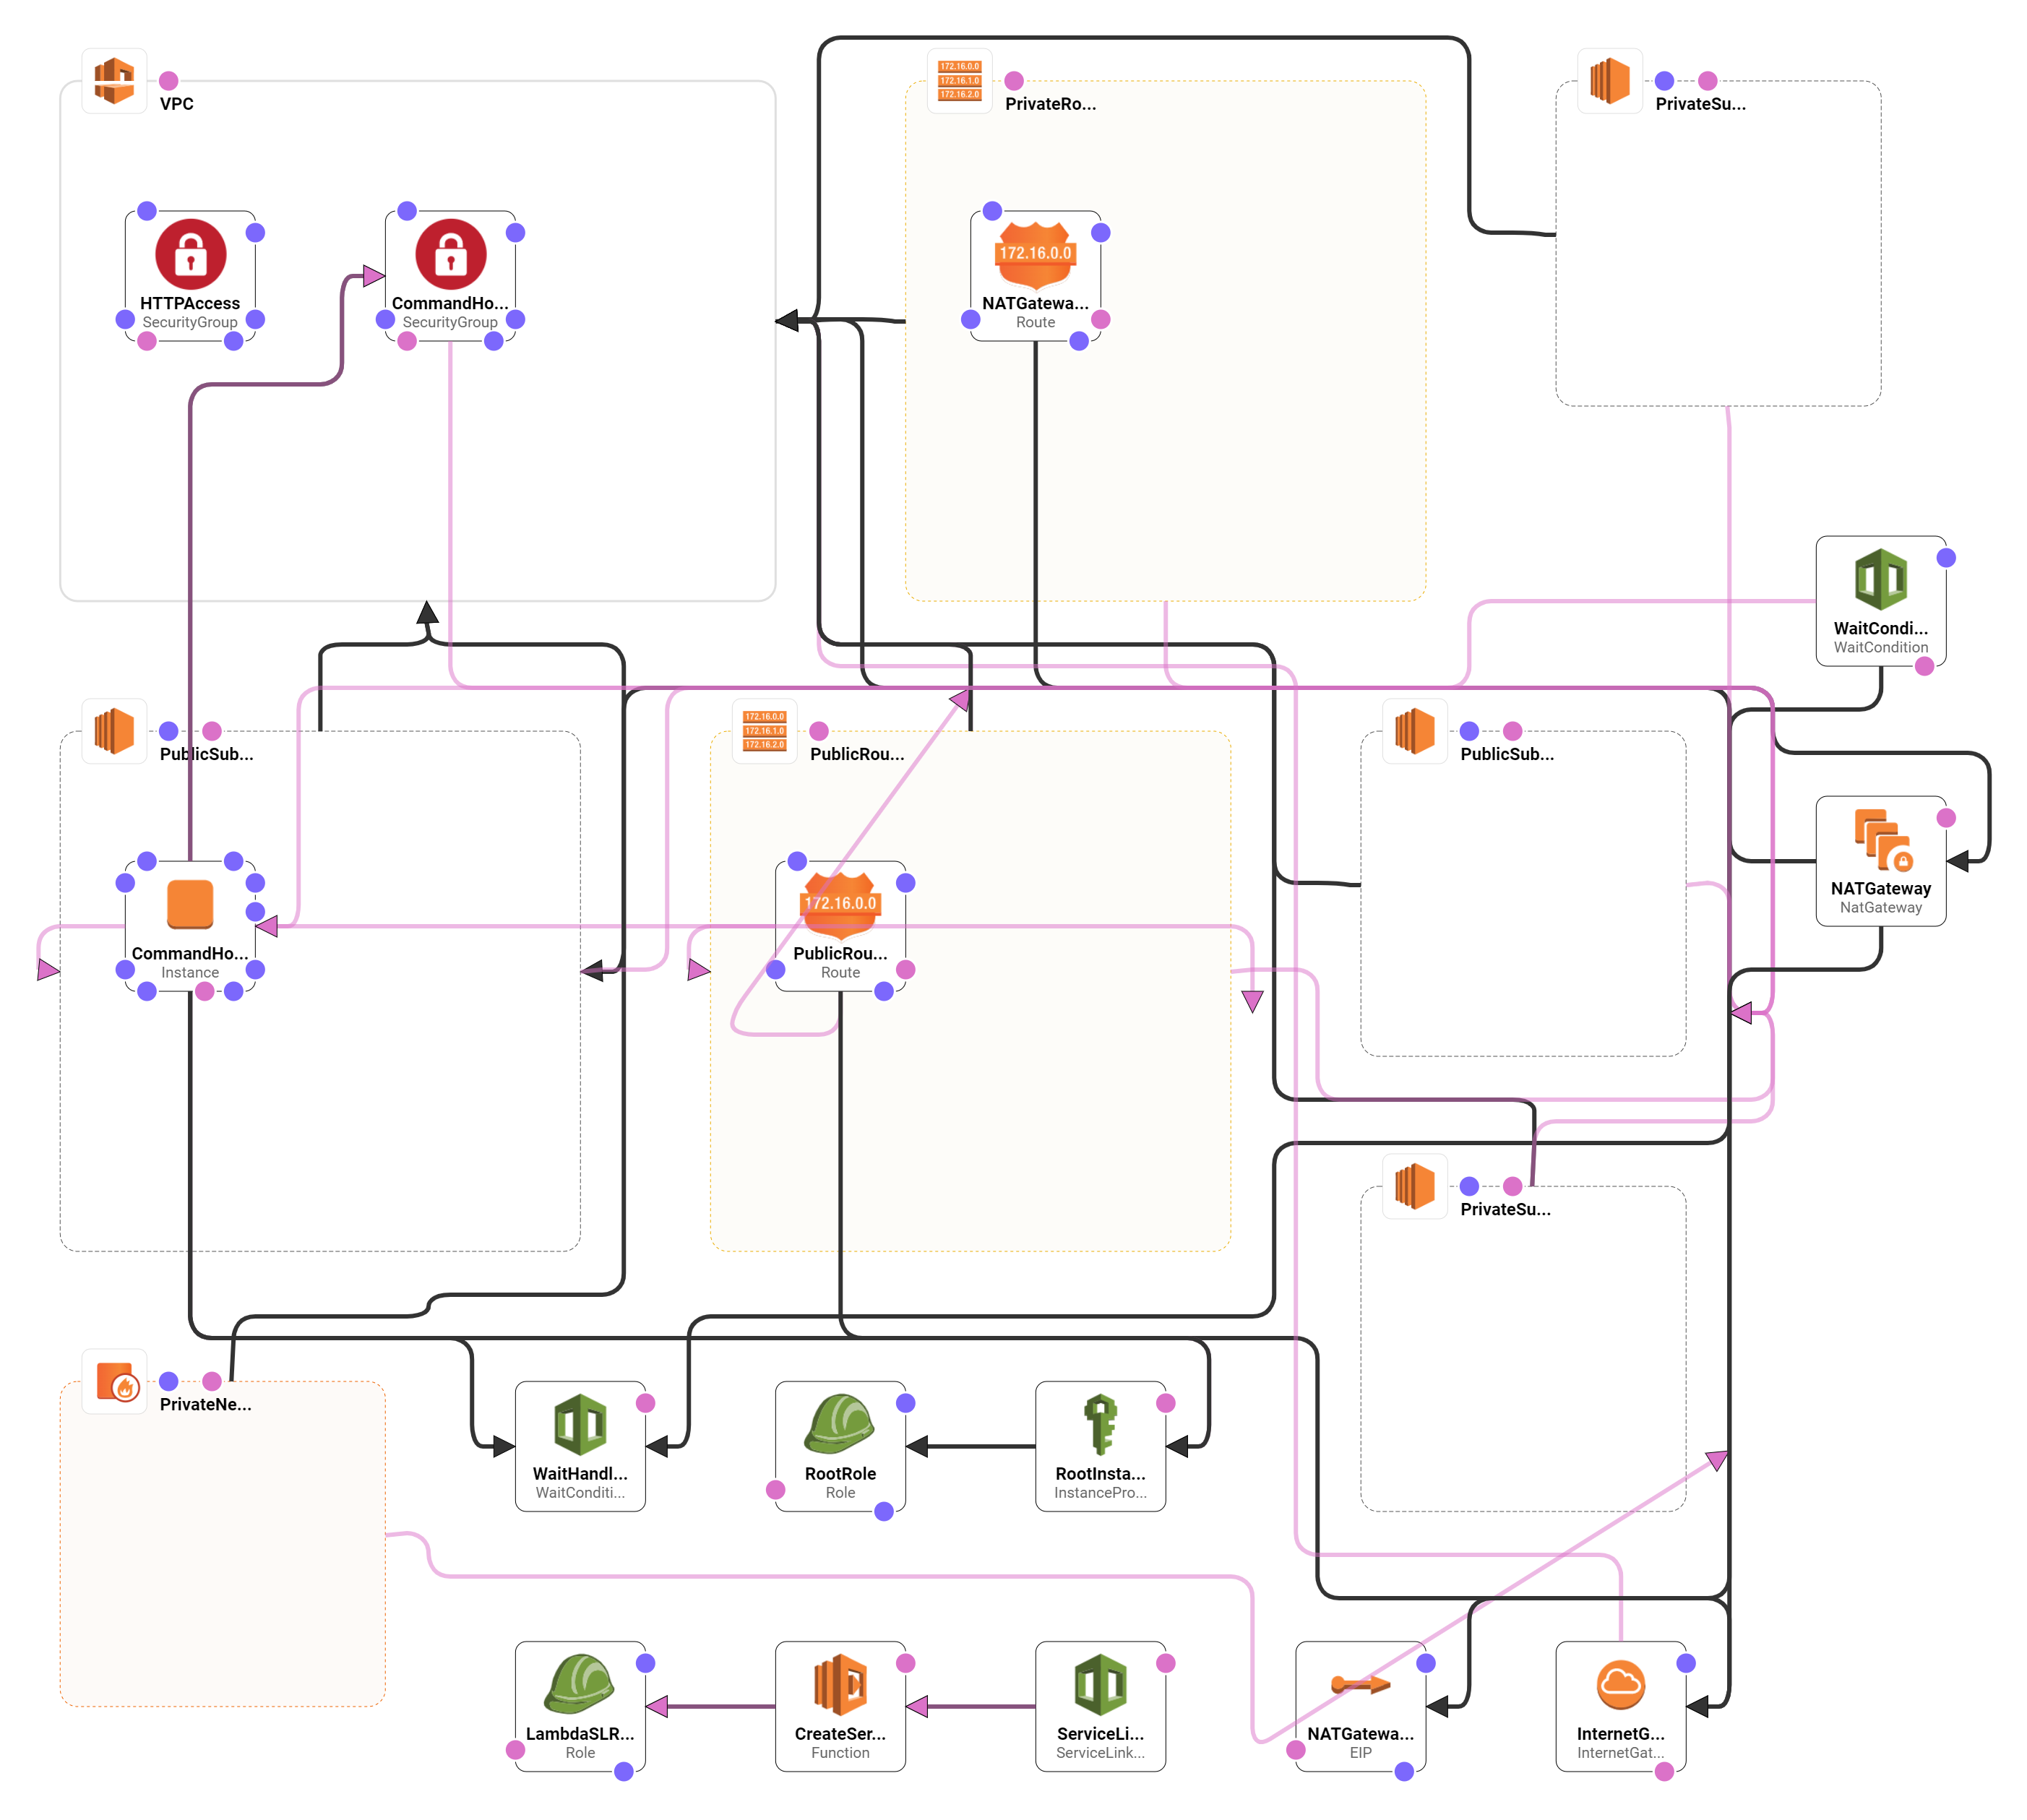 VPC
172.16.0.0
172.16.1.0
172.16.2.0
PrivateRo...
PrivateSu...
HTTPAccess
SecurityGroup
CommandHo...
SecurityGroup
172.16.0.0
NATGatewa...
Route
WaitCondi...
WaitCondition
PublicSub...
172.16.0.0
172.16.1.0
172.16.2.0
PublicRou...
PublicSub...
CommandHo...
Instance
172.16.0.0
PublicRou...
Route
NATGateway
NatGateway
PrivateSu...
PrivateNe...
WaitHandl...
WaitConditi...
RootRole
Role
RootInsta...
InstancePro...
LambdaSLR...
Role
CreateSer...
Function
ServiceLi...
ServiceLink...
NATGatewa...
EIP
InternetG...
InternetGat...